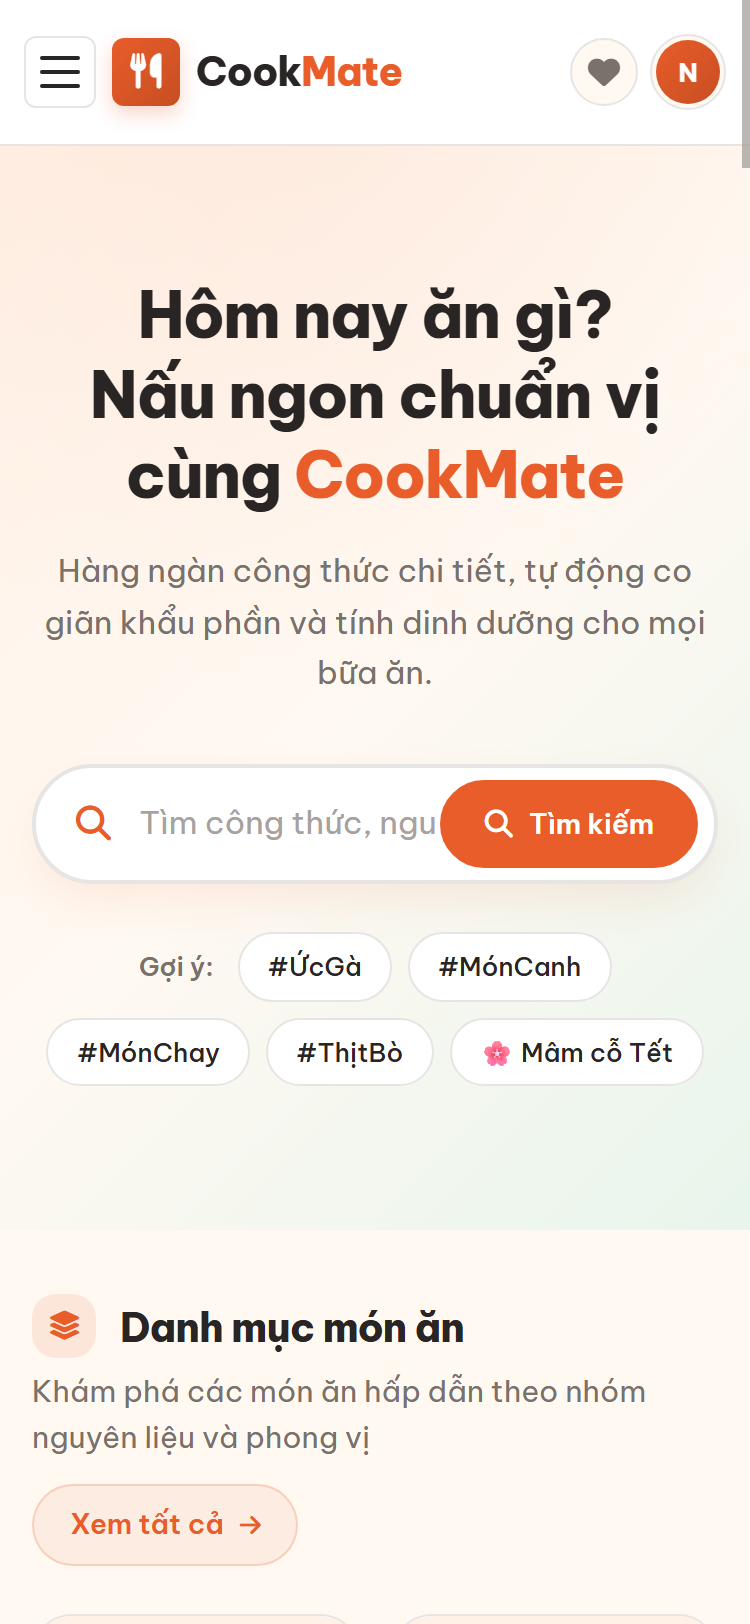 CookMate
N
Hôm nay ăn gì?
Nấu ngon chuẩn vị
cùng CookMate
Hàng ngàn công thức chi tiết, tự động co
giãn khẩu phần và tính dinh dưỡng cho mọi
bữa ăn.
Tìm công thức, ngu
Tìm kiếm
Gợi ý: #ỨcGà #MónCanh
#MónChay #ThịtBò 🌸 Mâm cỗ Tết
Danh mục món ăn
Khám phá các món ăn hấp dẫn theo nhóm
nguyên liệu và phong vị
Xem tất cả →